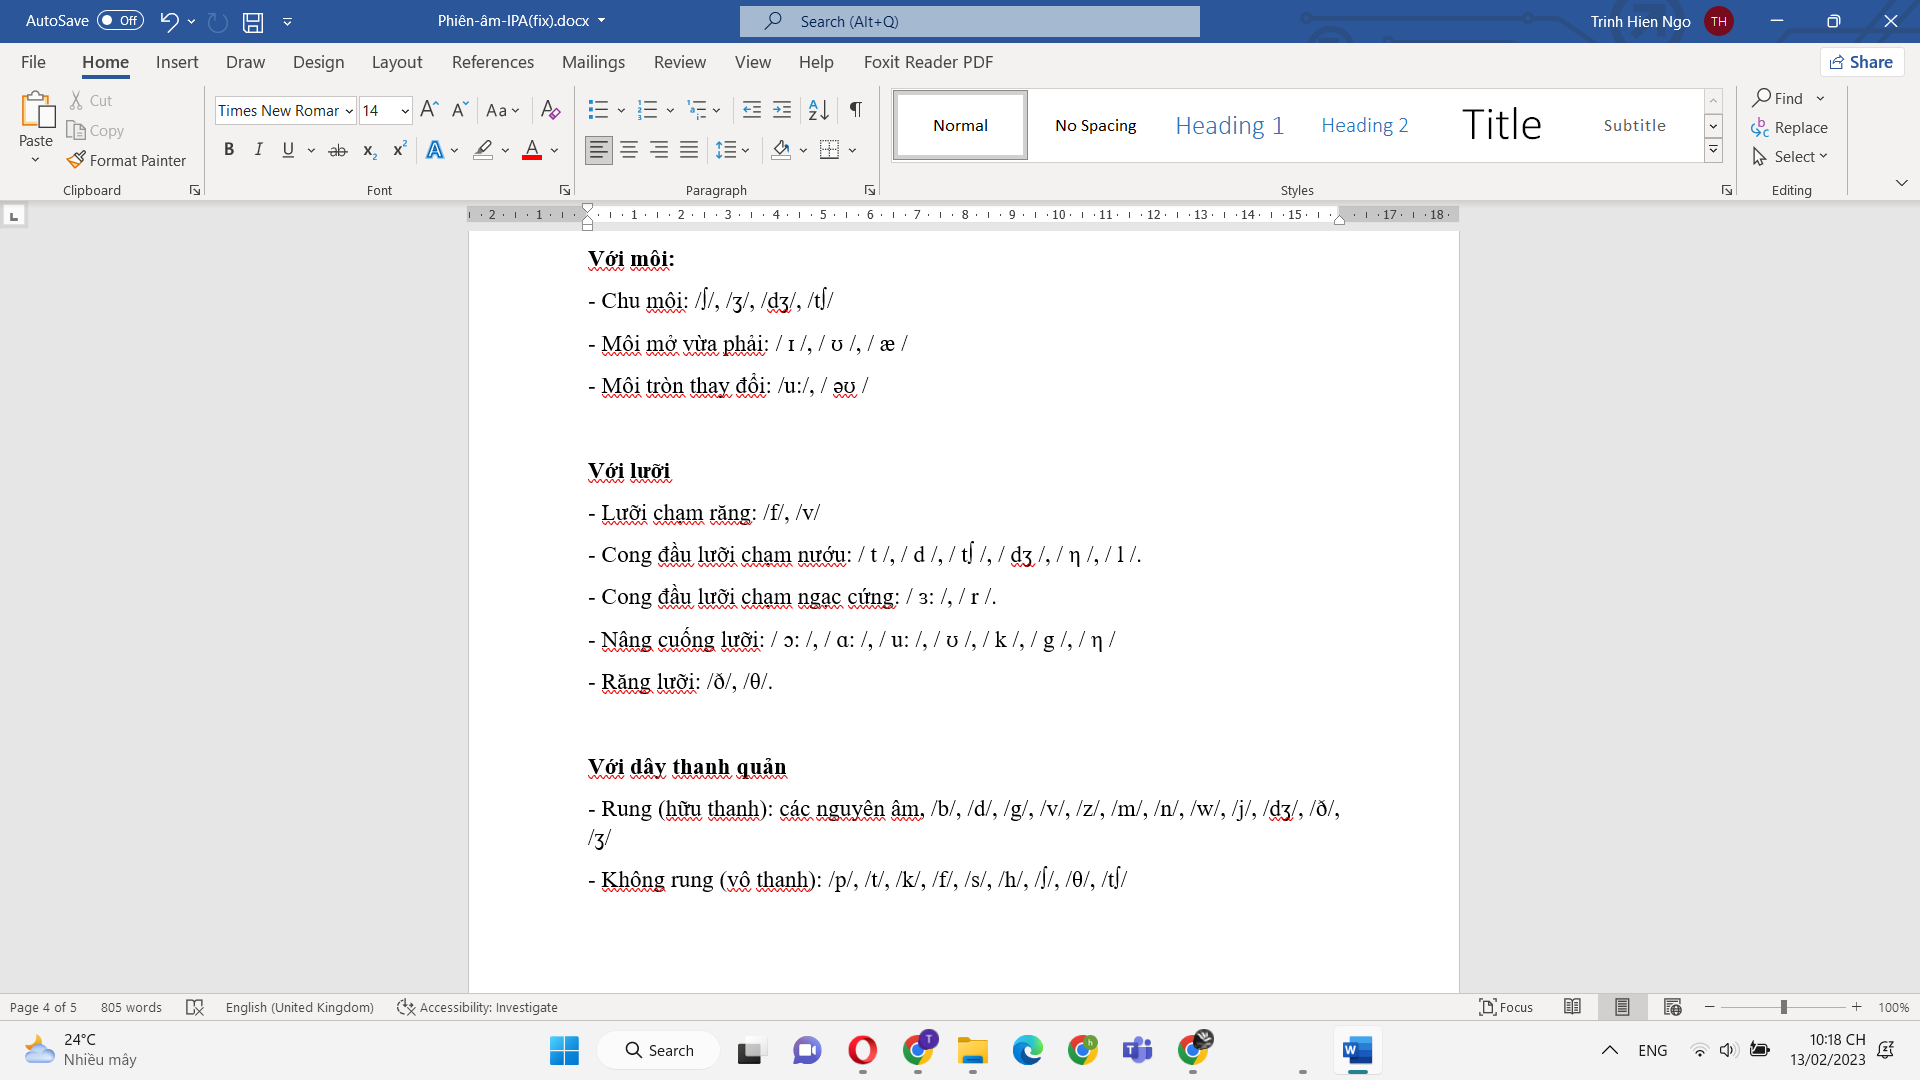 AutoSave Off Phiên-âm-IPA(fix).docx Search (Alt+Q) Trinh Hien Ngo TH
File Home Insert Draw Design Layout References Mailings Review View Help Foxit Reader PDF Share
Paste Cut Copy Format Painter Clipboard
Times New Romar 14 Font
Paragraph
Normal No Spacing Heading 1 Heading 2 Title Subtitle Styles
Find Replace Select Editing
2 1 1 2 3 4 5 6 7 8 9 10 11 12 13 14 15 17 18
Với môi:
- Chu môi: /ʃ/, /ʒ/, /dʒ/, /tʃ/
- Môi mở vừa phải: / ɪ /, / ʊ /, / æ /
- Môi tròn thay đổi: /u:/, / əʊ /
Với lưỡi
- Lưỡi chạm răng: /f/, /v/
- Cong đầu lưỡi chạm nướu: / t /, / d /, / tʃ /, / dʒ /, / η /, / l /.
- Cong đầu lưỡi chạm ngạc cứng: / ɜ: /, / r /.
- Nâng cuống lưỡi: / ɔ: /, / ɑ: /, / u: /, / ʊ /, / k /, / g /, / η /
- Răng lưỡi: /ð/, /θ/.
Với dây thanh quản
- Rung (hữu thanh): các nguyên âm, /b/, /d/, /g/, /v/, /z/, /m/, /n/, /w/, /j/, /dʒ/, /ð/,
/ʒ/
- Không rung (vô thanh): /p/, /t/, /k/, /f/, /s/, /h/, /ʃ/, /θ/, /tʃ/
Page 4 of 5 805 words English (United Kingdom) Accessibility: Investigate Focus 100%
24°C
Nhiều mây
Search
ENG
10:18 CH
13/02/2023